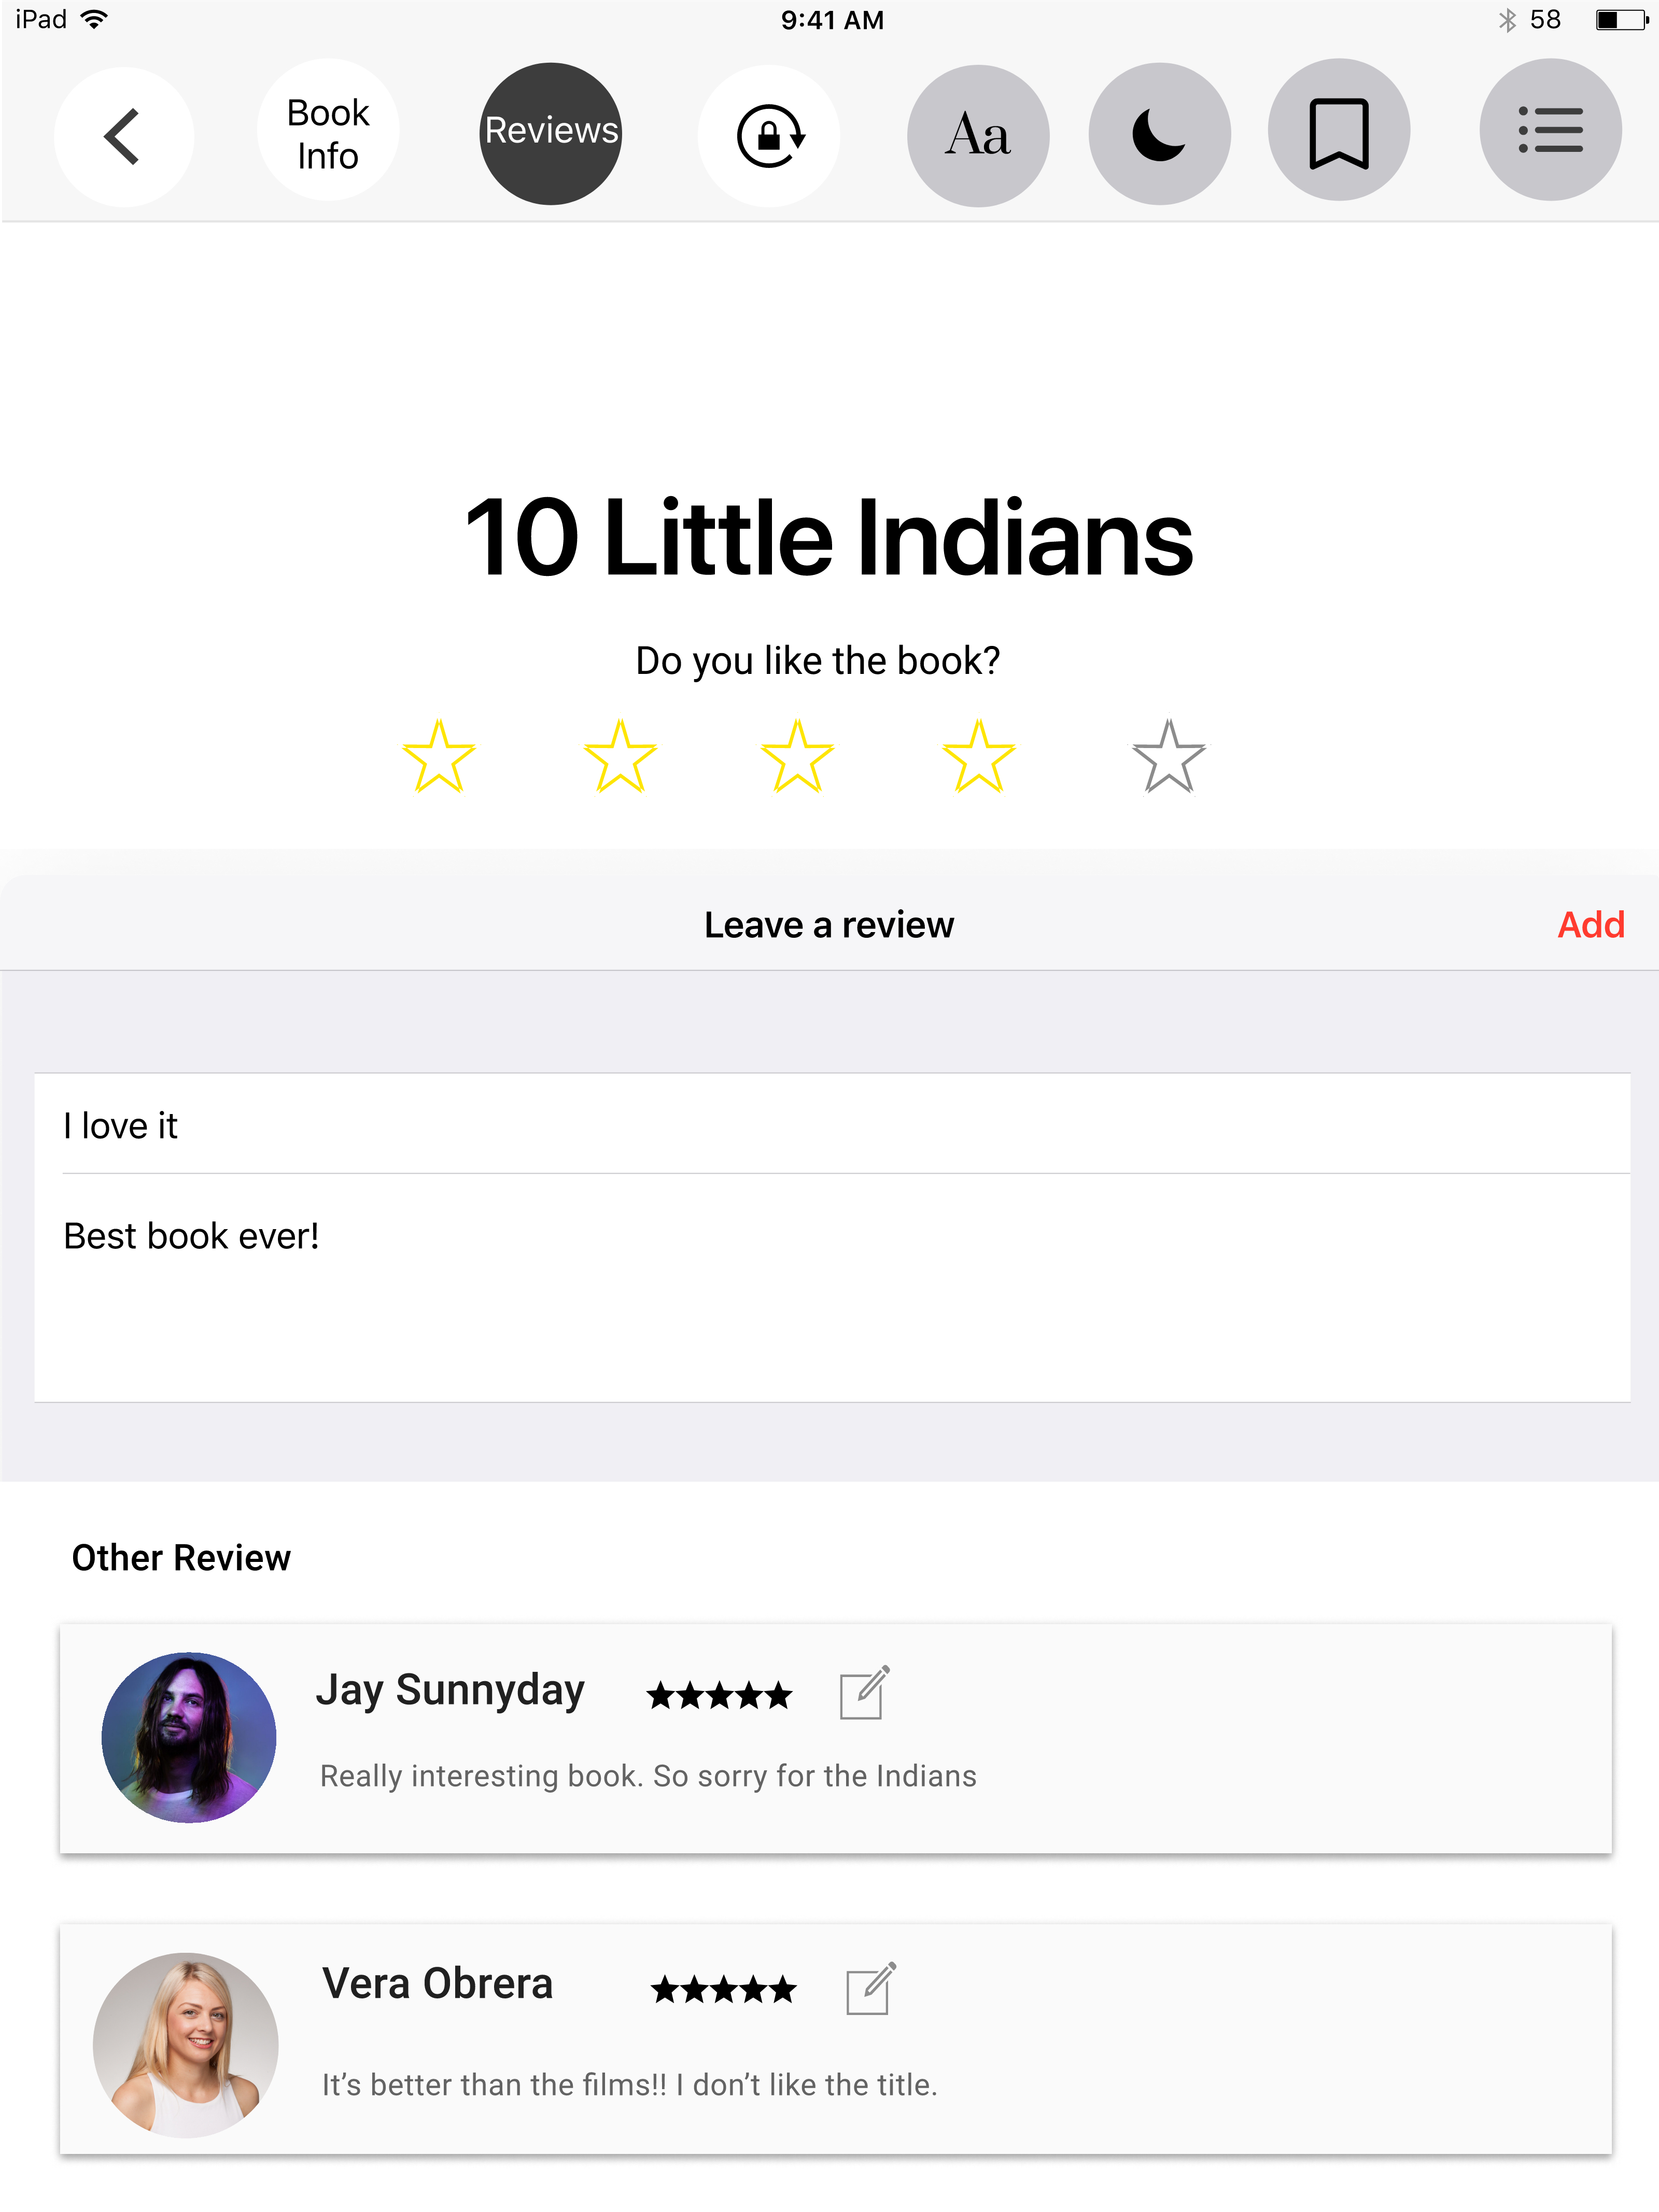 iPad
9:41 AM
58
Book
Info
Reviews
Aa
10 Little Indians
Do you like the book?
Leave a review
Add
I love it
Best book ever!
Other Review
Jay Sunnyday
Really interesting book. So sorry for the Indians
Vera Obrera
It’s better than the films!! I don’t like the title.